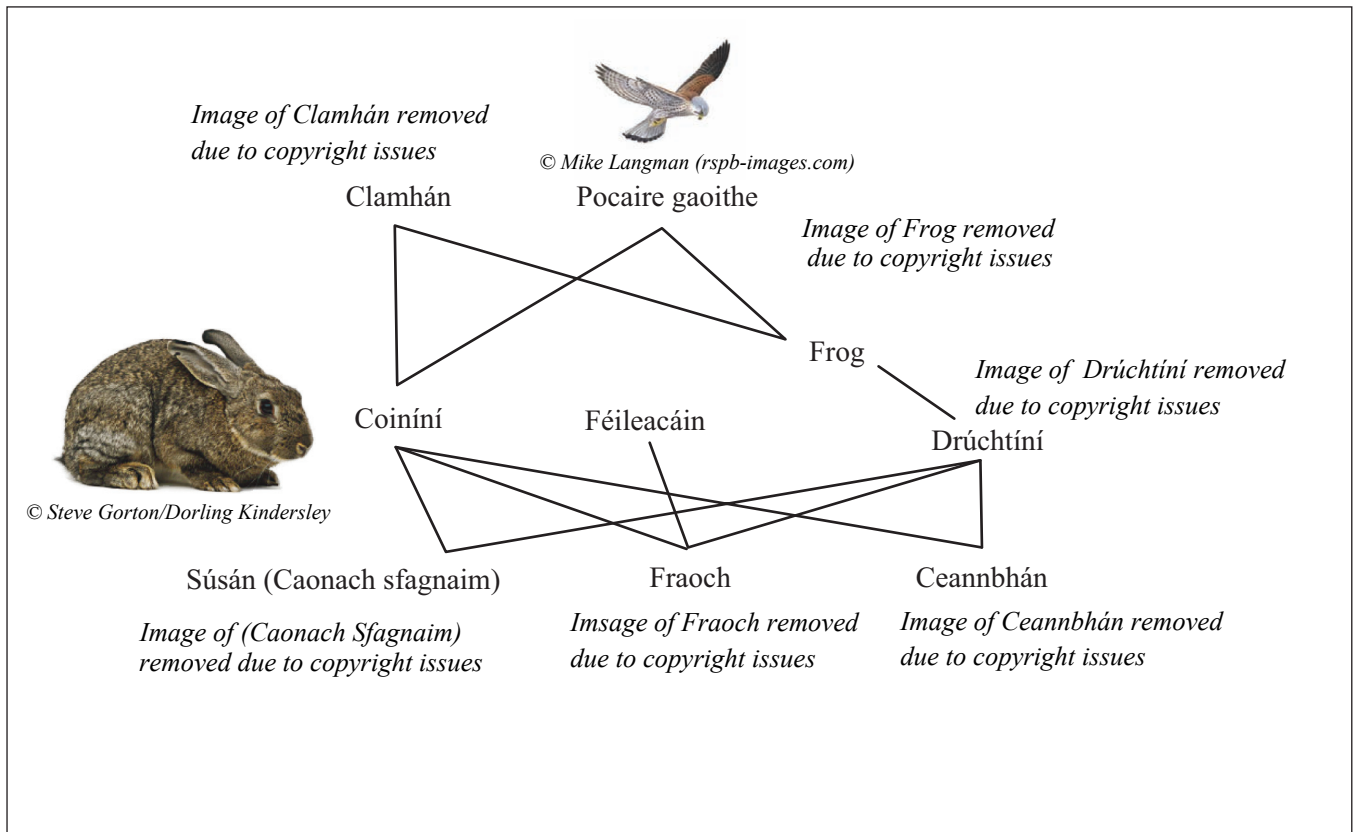 Image of Clamhán removed
due to copyright issues
© Mike Langman (rspb-images.com)
Clamhán
Pocaire gaoithe
Image of Frog removed
due to copyright issues
Frog
Image of Drúchtíní removed
due to copyright issues
Coiníní
Féileacáin
Drúchtíní
© Steve Gorton/Dorling Kindersley
Súsán (Caonach sfagnaim)
Fraoch
Ceannbhán
Image of (Caonach Sfagnaim)
removed due to copyright issues
Imsage of Fraoch removed
due to copyright issues
Image of Ceannbhán removed
due to copyright issues